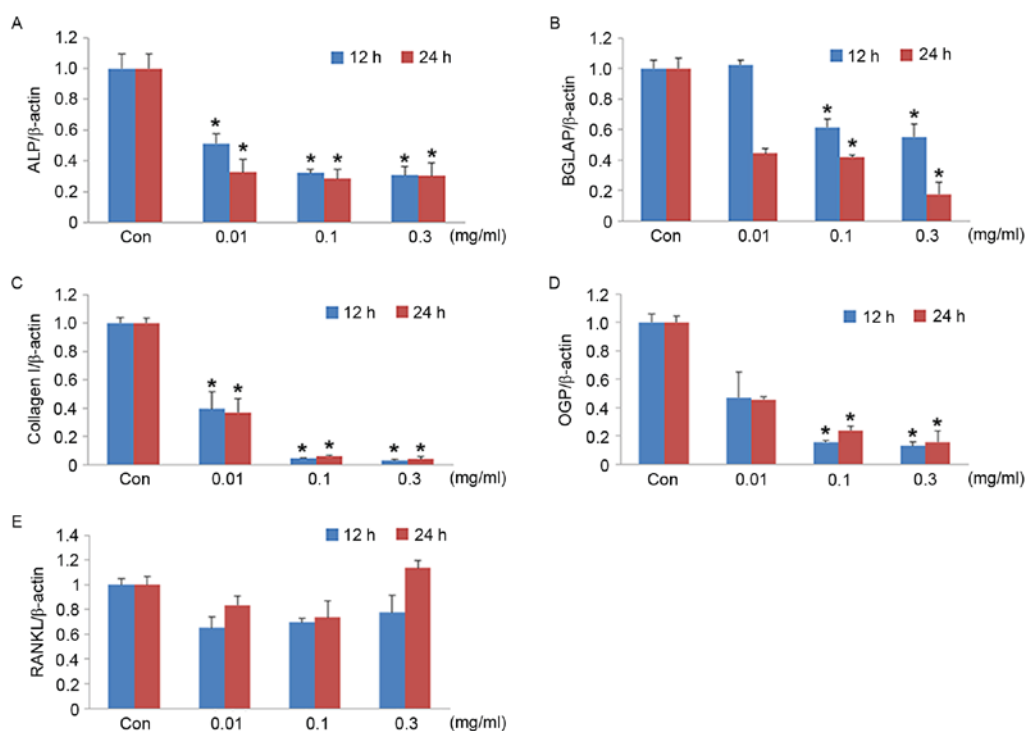 A
ALP/β-actin
1.2
1.0
0.8
0.6
0.4
0.2
0
12 h
24 h
*
*
*
*
*
*
Con
0.01
0.1
0.3
(mg/ml)
B
BGLAP/β-actin
1.2
1.0
0.8
0.6
0.4
0.2
0
12 h
24 h
*
*
*
*
Con
0.01
0.1
0.3
(mg/ml)
C
Collagen I/β-actin
1.2
1.0
0.8
0.6
0.4
0.2
0
12 h
24 h
*
*
*
*
*
*
Con
0.01
0.1
0.3
(mg/ml)
D
OGP/β-actin
1.2
1.0
0.8
0.6
0.4
0.2
0
12 h
24 h
*
*
*
*
Con
0.01
0.1
0.3
(mg/ml)
E
RANKL/β-actin
1.4
1.2
1
0.8
0.6
0.4
0.2
0
12 h
24 h
Con
0.01
0.1
0.3
(mg/ml)